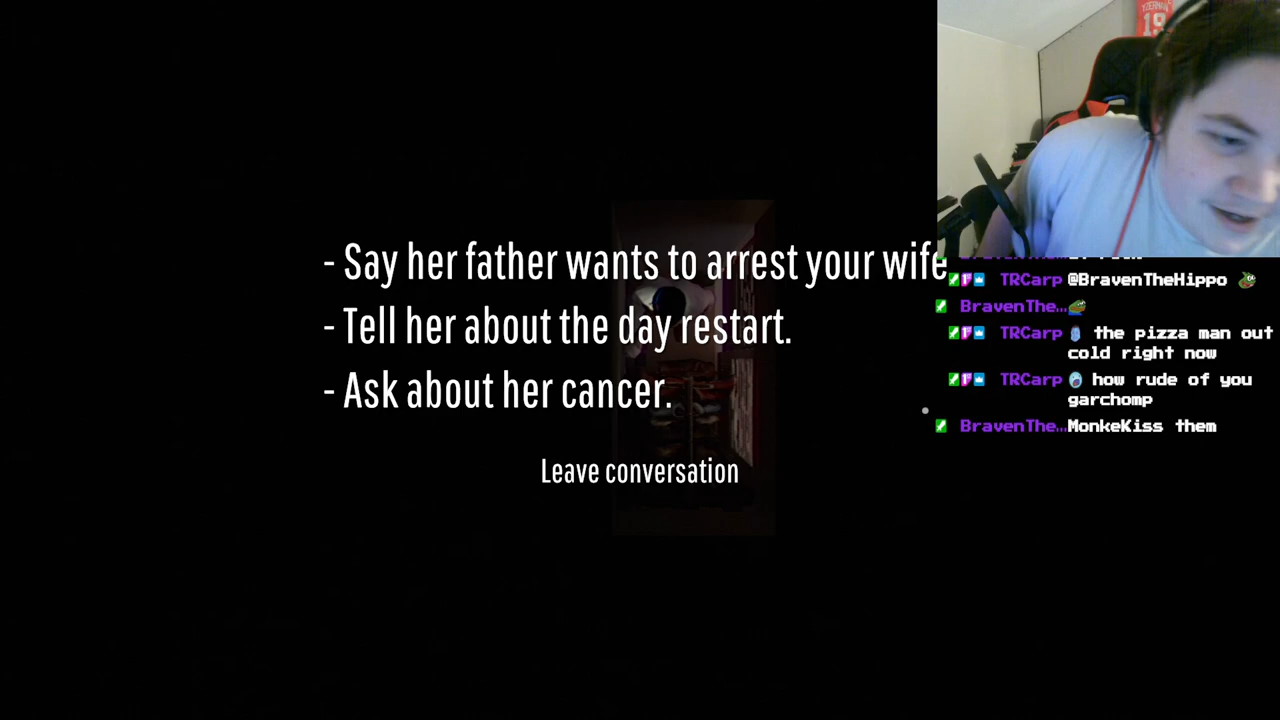 YZERMAN
19
- Say her father wants to arrest your wife
- Tell her about the day restart.
- Ask about her cancer.
Leave conversation
TRCarp @BravenTheHippo
BravenThe...
TRCarp the pizza man out
cold right now
TRCarp how rude of you
garchomp
BravenThe...MonkeKiss them